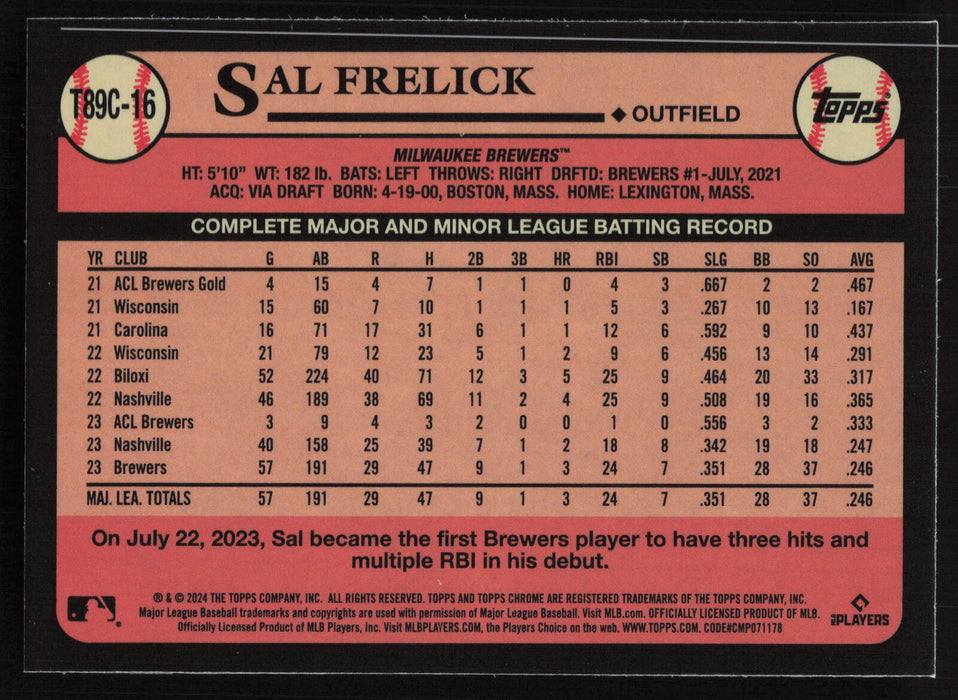 T89C-16
SAL FRELICK
◆ OUTFIELD
Topps®
MILWAUKEE BREWERS™
HT: 5'10" WT: 182 lb. BATS: LEFT THROWS: RIGHT DRFTD: BREWERS #1-JULY, 2021
ACQ: VIA DRAFT BORN: 4-19-00, BOSTON, MASS. HOME: LEXINGTON, MASS.
COMPLETE MAJOR AND MINOR LEAGUE BATTING RECORD
YR CLUB G AB R H 2B 3B HR RBI SB SLG BB SO AVG
21 ACL Brewers Gold 4 15 4 7 1 1 0 4 3 .667 2 2 .467
21 Wisconsin 15 60 7 10 1 1 1 5 3 .267 10 13 .167
21 Carolina 16 71 17 31 6 1 1 12 6 .592 9 10 .437
22 Wisconsin 21 79 12 23 5 1 2 9 6 .456 13 14 .291
22 Biloxi 52 224 40 71 12 3 5 25 9 .464 20 33 .317
22 Nashville 46 189 38 69 11 2 4 25 9 .508 19 16 .365
23 ACL Brewers 3 9 4 3 2 0 0 1 0 .556 3 2 .333
23 Nashville 40 158 25 39 7 1 2 18 8 .342 19 18 .247
23 Brewers 57 191 29 47 9 1 3 24 7 .351 28 37 .246
MAJ. LEA. TOTALS 57 191 29 47 9 1 3 24 7 .351 28 37 .246
On July 22, 2023, Sal became the first Brewers player to have three hits and
multiple RBI in his debut.
® & © 2024 THE TOPPS COMPANY, INC. ALL RIGHTS RESERVED. TOPPS AND TOPPS CHROME ARE REGISTERED TRADEMARKS OF THE TOPPS COMPANY, INC.
Major League Baseball trademarks and copyrights are used with permission of Major League Baseball. Visit MLB.com. OFFICIALLY LICENSED PRODUCT OF MLB.
Officially Licensed Product of MLB Players, Inc. Visit MLBPLAYERS.COM, the Players Choice on the web. WWW.TOPPS.COM. CODE#CMP071178
MLB PLAYERS